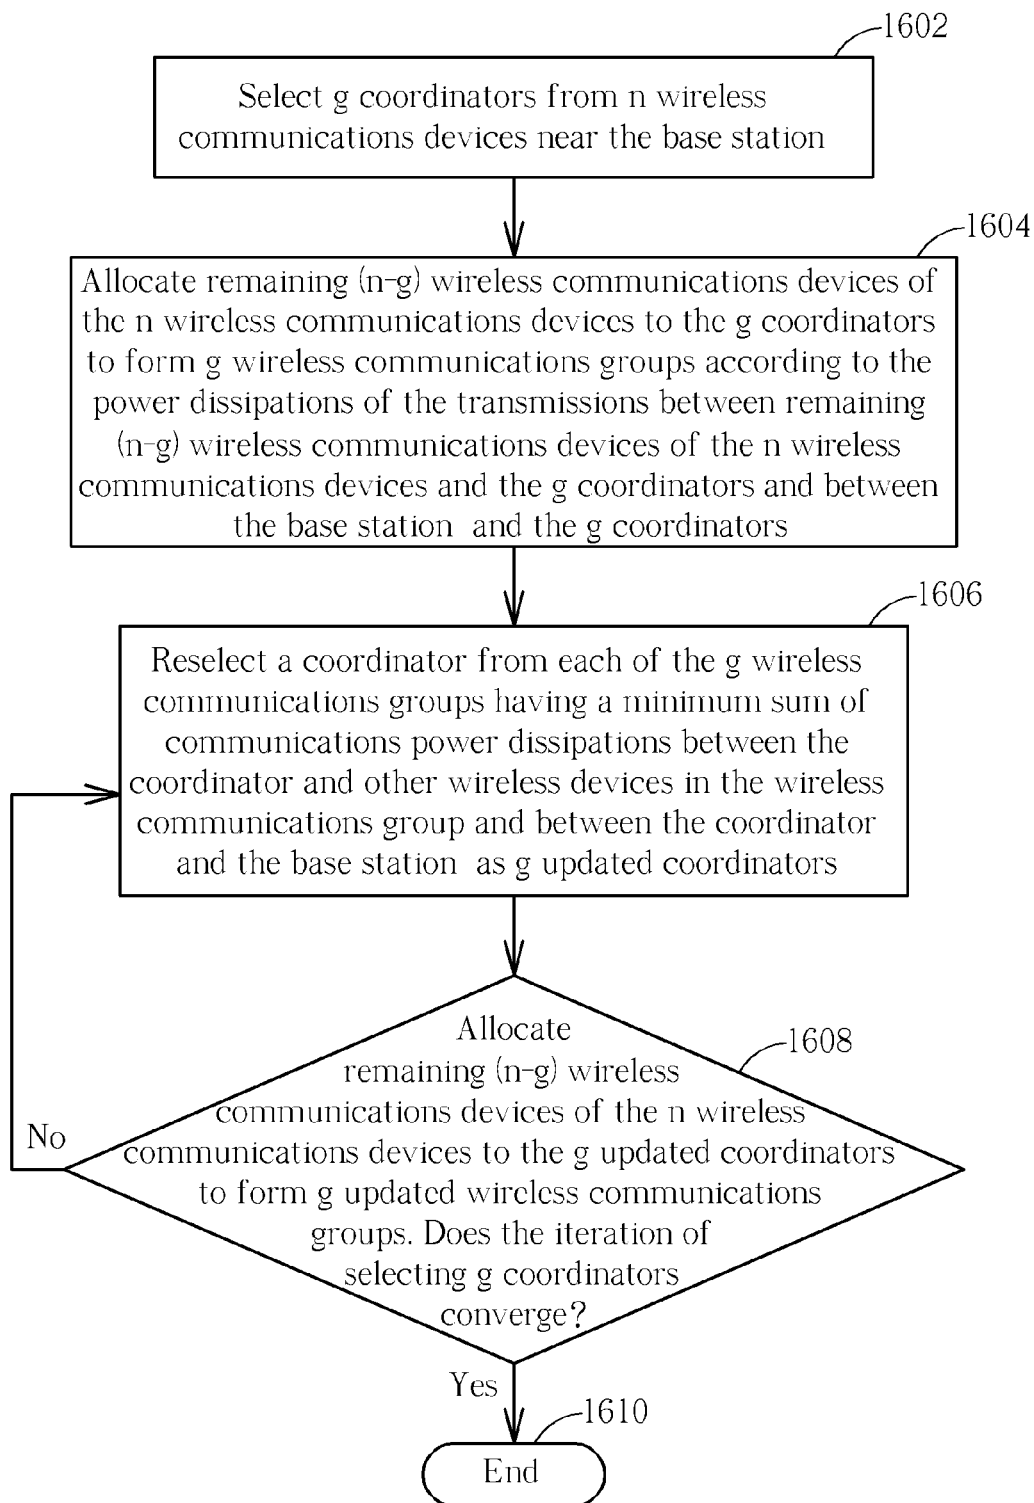 1602
Select g coordinators from n wireless
communications devices near the base station
1604
Allocate remaining (n-g) wireless communications devices of
the n wireless communications devices to the g coordinators
to form g wireless communications groups according to the
power dissipations of the transmissions between remaining
(n-g) wireless communications devices of the n wireless
communications devices and the g coordinators and between
the base station and the g coordinators
1606
Reselect a coordinator from each of the g wireless
communications groups having a minimum sum of
communications power dissipations between the
coordinator and other wireless devices in the wireless
communications group and between the coordinator
and the base station as g updated coordinators
1608
Allocate
remaining (n-g) wireless
communications devices of the n wireless
communications devices to the g updated coordinators
to form g updated wireless communications
groups. Does the iteration of
selecting g coordinators
converge?
No
Yes
1610
End